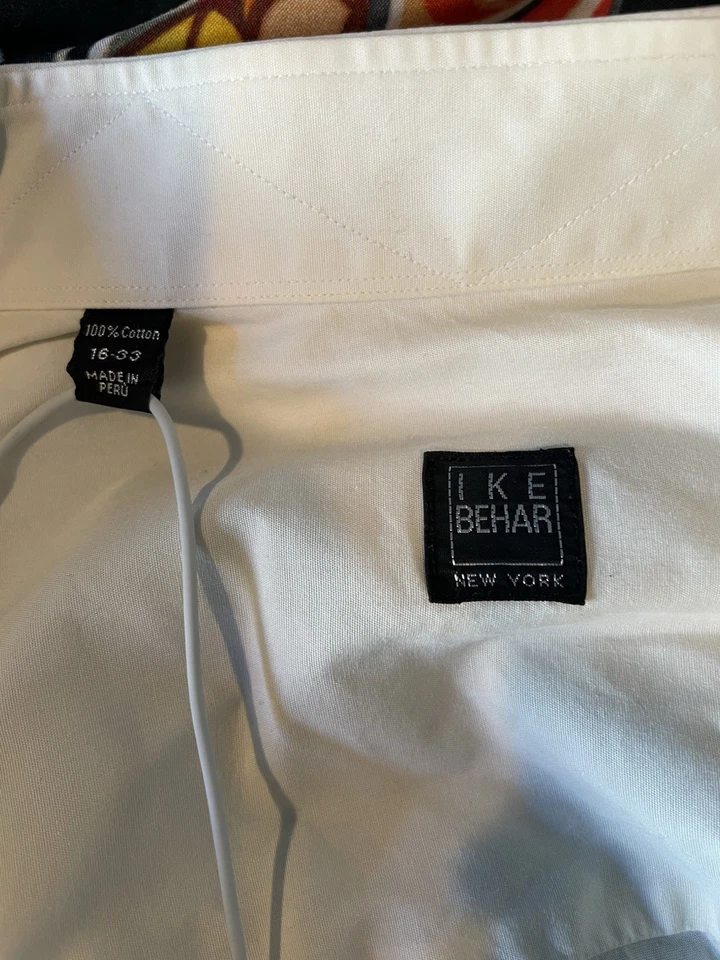 100% Cotton
16-33
MADE IN
PERU
IKE
BEHAR
NEW YORK